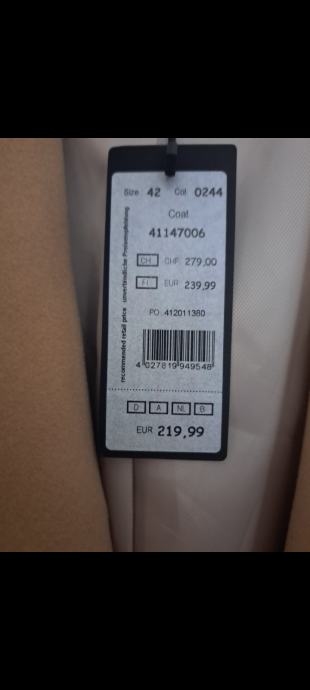 Size 42 Col 0244
Coat
41147006
CH CHF 279,00
FI EUR 239,99
PO.:412011380
4 027819 949548
recommended retail price unverbindliche Preisempfehlung
D A NL B
EUR 219,99